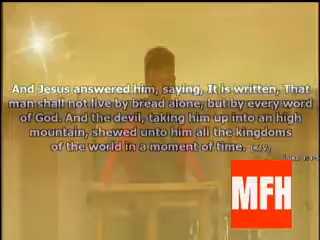 And Jesus answered him, saying, It is written, That
man shall not live by bread alone, but by every word
of God. And the devil, taking him up into an high
mountain, shewed unto him all the kingdoms
of the world in a moment of time. (KJV)
MFH